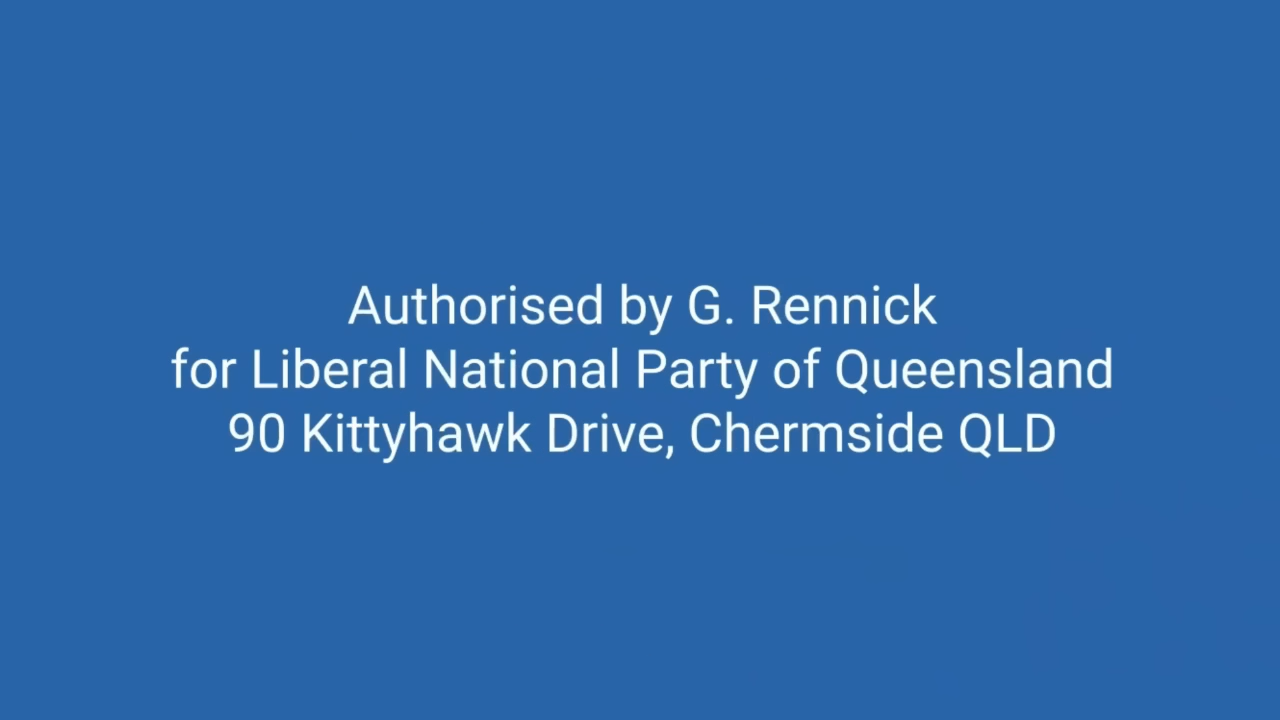 Authorised by G. Rennick
for Liberal National Party of Queensland
90 Kittyhawk Drive, Chermside QLD